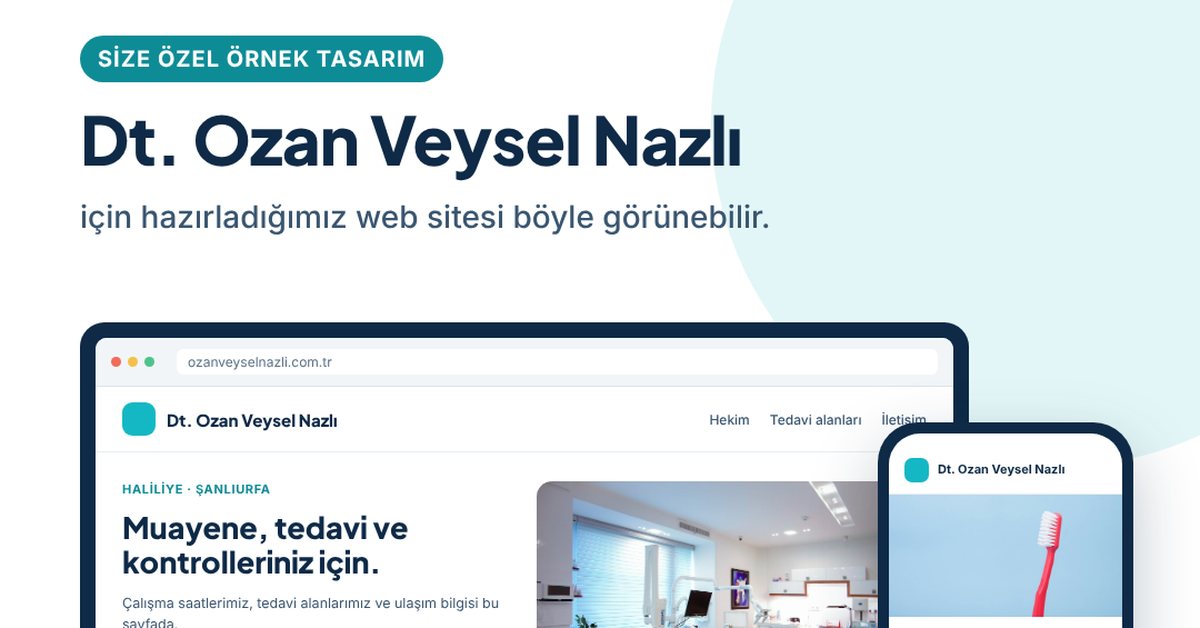 SİZE ÖZEL ÖRNEK TASARIM
Dt. Ozan Veysel Nazlı
için hazırladığımız web sitesi böyle görünebilir.
ozanveyselnazli.com.tr
Dt. Ozan Veysel Nazlı
Hekim Tedavi alanları İletişim
Dt. Ozan Veysel Nazlı
HALİLİYE · ŞANLIURFA
Muayene, tedavi ve
kontrolleriniz için.
Çalışma saatlerimiz, tedavi alanlarımız ve ulaşım bilgisi bu
sayfada.